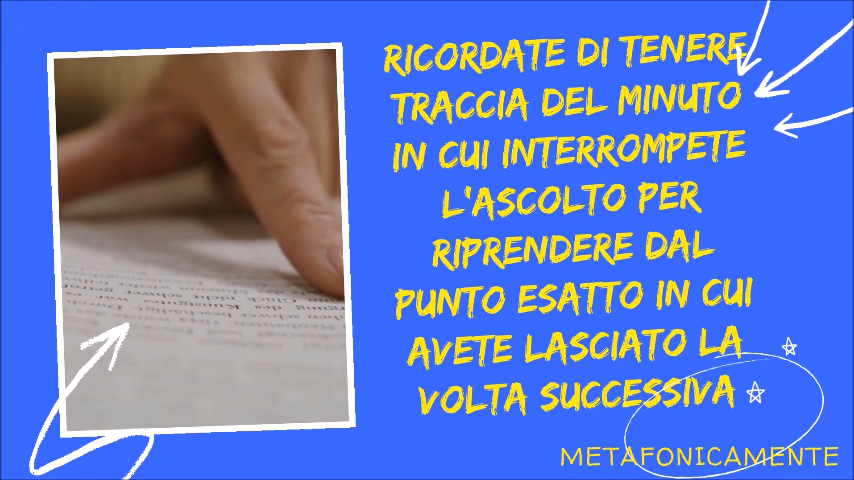 RICORDATE DI TENERE
TRACCIA DEL MINUTO
IN CUI INTERROMPETE
L'ASCOLTO PER
RIPRENDERE DAL
PUNTO ESATTO IN CUI
AVETE LASCIATO LA
VOLTA SUCCESSIVA
METAFONICAMENTE